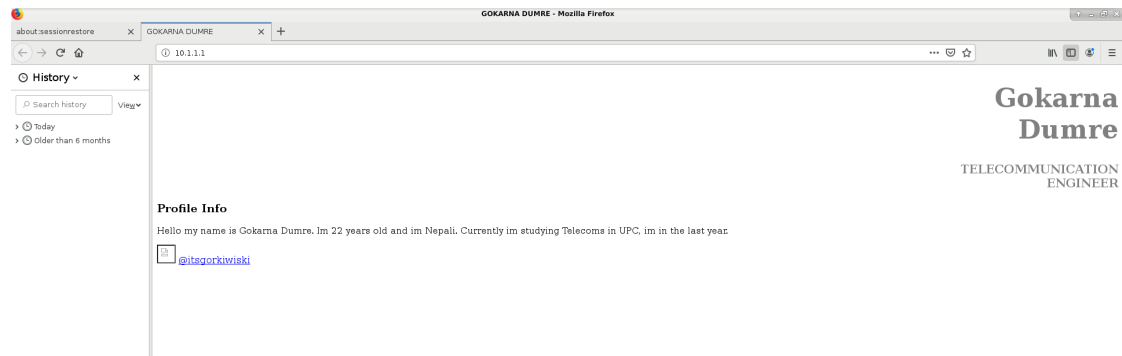 GOKARNA DUMRE - Mozilla Firefox
about:sessionrestore
GOKARNA DUMRE
10.1.1.1
History
Search history
View
Today
Older than 6 months
Gokarna
Dumre
TELECOMMUNICATION
ENGINEER
Profile Info
Hello my name is Gokarna Dumre. Im 22 years old and im Nepali. Currently im studying Telecoms in UPC, im in the last year.
@itsgorkiwiski